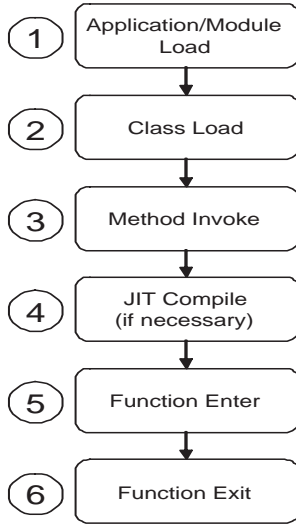 1
Application/Module
Load
2
Class Load
3
Method Invoke
4
JIT Compile
(if necessary)
5
Function Enter
6
Function Exit